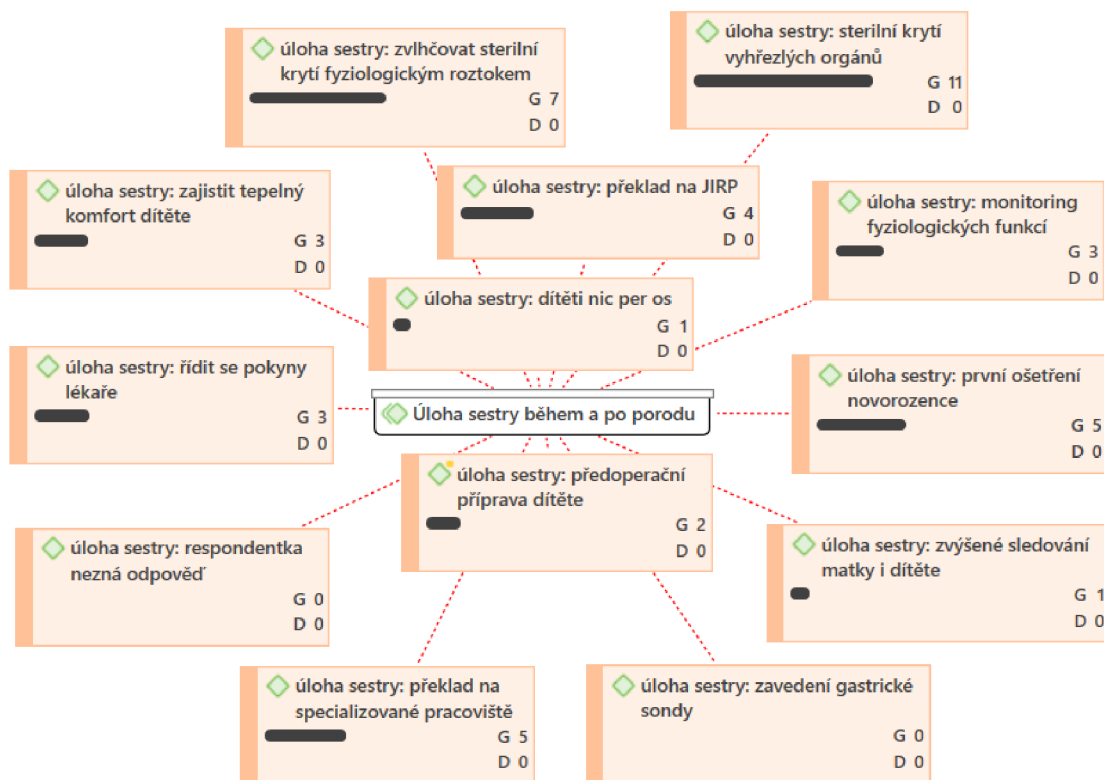 úloha sestry: zvlhčovat sterilní
krytí fyziologickým roztokem
G 7
D 0
úloha sestry: sterilní krytí
vyhřezlých orgánů
G 11
D 0
úloha sestry: zajistit tepelný
komfort dítěte
G 3
D 0
úloha sestry: překlad na JIRP
G 4
D 0
úloha sestry: monitoring
fyziologických funkcí
G 3
D 0
úloha sestry: dítěti nic per os
G 1
D 0
úloha sestry: řídit se pokyny
lékaře
G 3
D 0
Úloha sestry během a po porodu
úloha sestry: první ošetření
novorozence
G 5
D 0
úloha sestry: předoperační
příprava dítěte
G 2
D 0
úloha sestry: respondentka
nezná odpověď
G 0
D 0
úloha sestry: zvýšené sledování
matky i dítěte
G 1
D 0
úloha sestry: překlad na
specializované pracoviště
G 5
D 0
úloha sestry: zavedení gastrické
sondy
G 0
D 0